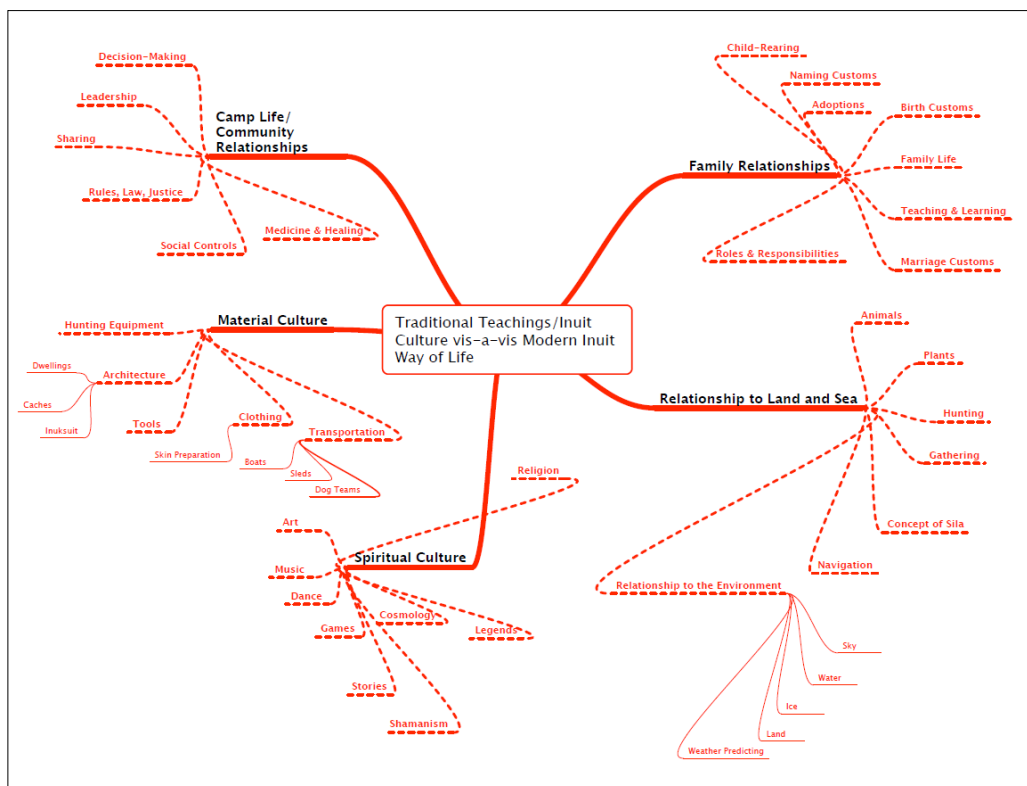 Decision-Making
Leadership
Sharing
Rules, Law, Justice
Social Controls
Medicine & Healing
Camp Life/
Community
Relationships
Child-Rearing
Naming Customs
Adoptions
Birth Customs
Family Life
Teaching & Learning
Marriage Customs
Roles & Responsibilities
Family Relationships
Traditional Teachings/Inuit
Culture vis-a-vis Modern Inuit
Way of Life
Material Culture
Hunting Equipment
Architecture
Dwellings
Caches
Inuksuit
Tools
Clothing
Skin Preparation
Transportation
Boats
Sleds
Dog Teams
Relationship to Land and Sea
Animals
Plants
Hunting
Gathering
Concept of Sila
Navigation
Relationship to the Environment
Sky
Water
Ice
Land
Weather Predicting
Spiritual Culture
Religion
Art
Music
Dance
Games
Cosmology
Legends
Stories
Shamanism